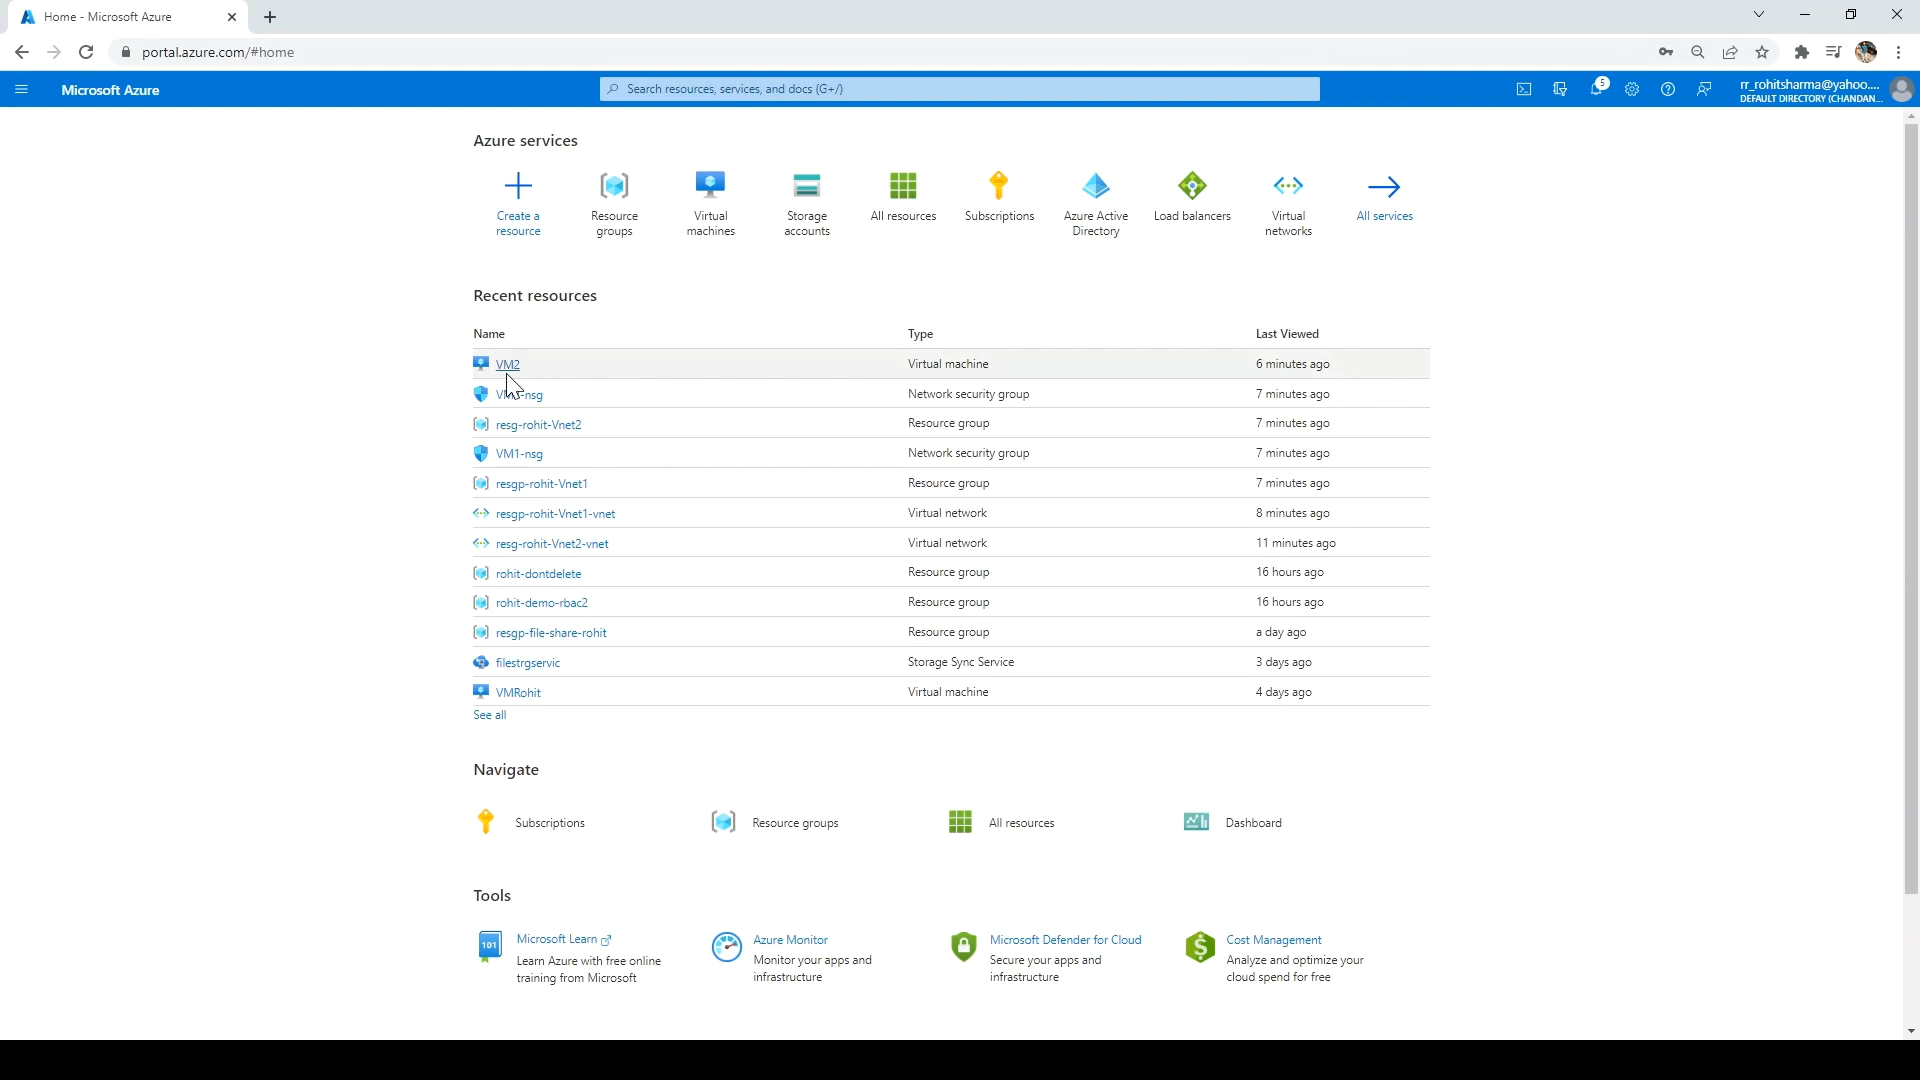 Home - Microsoft Azure
portal.azure.com/#home
Microsoft Azure
Search resources, services, and docs (G+/)
5
rr_rohitsharma@yahoo....
DEFAULT DIRECTORY (CHANDAN...
Azure services
Create a resource
Resource groups
Virtual machines
Storage accounts
All resources
Subscriptions
Azure Active Directory
Load balancers
Virtual networks
All services
Recent resources
Name Type Last Viewed
VM2 Virtual machine 6 minutes ago
-nsg Network security group 7 minutes ago
resg-rohit-Vnet2 Resource group 7 minutes ago
VM1-nsg Network security group 7 minutes ago
resgp-rohit-Vnet1 Resource group 7 minutes ago
resgp-rohit-Vnet1-vnet Virtual network 8 minutes ago
resg-rohit-Vnet2-vnet Virtual network 11 minutes ago
rohit-dontdelete Resource group 16 hours ago
rohit-demo-rbac2 Resource group 16 hours ago
resgp-file-share-rohit Resource group a day ago
filestrgservic Storage Sync Service 3 days ago
VMRohit Virtual machine 4 days ago
See all
Navigate
Subscriptions
Resource groups
All resources
Dashboard
Tools
101
Microsoft Learn
Learn Azure with free online
training from Microsoft
Azure Monitor
Monitor your apps and
infrastructure
Microsoft Defender for Cloud
Secure your apps and
infrastructure
$
Cost Management
Analyze and optimize your
cloud spend for free